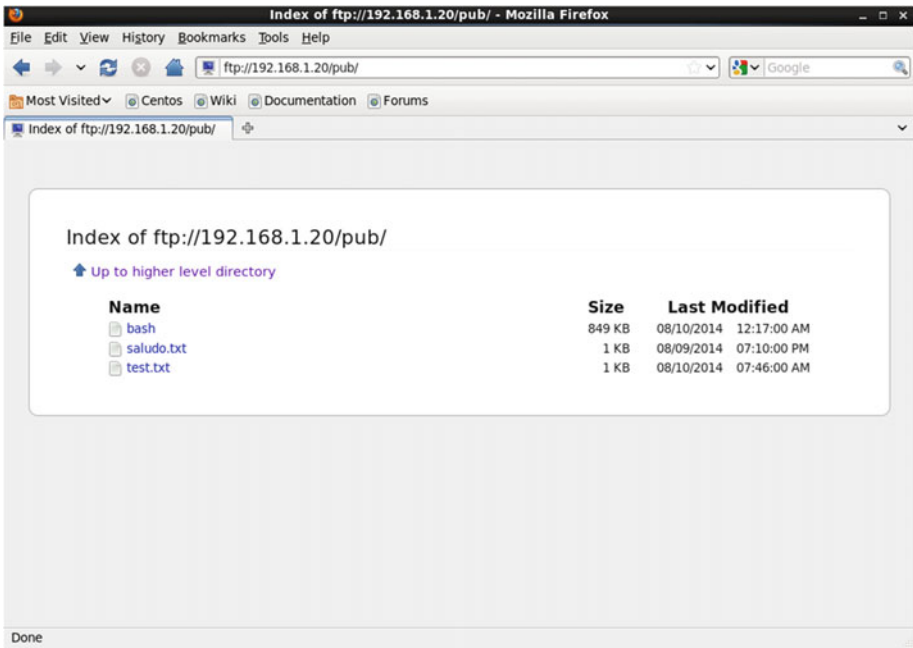 Index of ftp://192.168.1.20/pub/ - Mozilla Firefox
File Edit View History Bookmarks Tools Help
ftp://192.168.1.20/pub/ Google
Most Visited Centos Wiki Documentation Forums
Index of ftp://192.168.1.20/pub/
Index of ftp://192.168.1.20/pub/
Up to higher level directory
Name Size Last Modified
bash 849 KB 08/10/2014 12:17:00 AM
saludo.txt 1 KB 08/09/2014 07:10:00 PM
test.txt 1 KB 08/10/2014 07:46:00 AM
Done